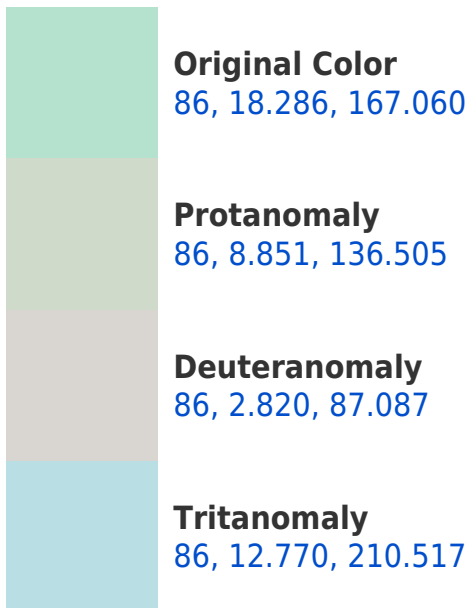 Original Color
86, 18.286, 167.060
Protanomaly
86, 8.851, 136.505
Deuteranomaly
86, 2.820, 87.087
Tritanomaly
86, 12.770, 210.517